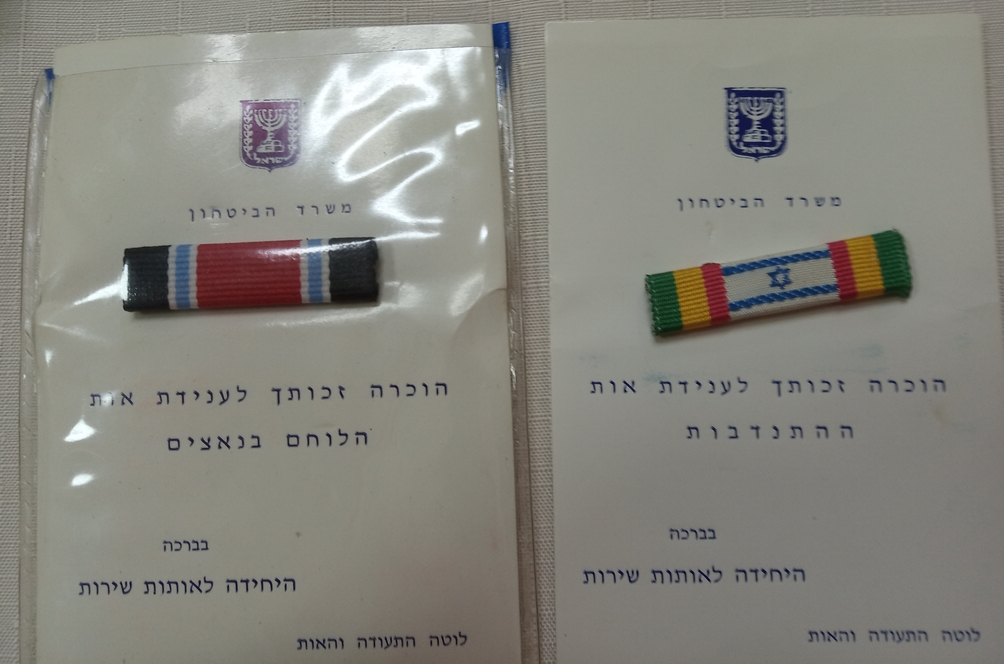 ישראל
משרד הביטחון
הוכרה זכותך לענידת אות
הלוחם בנאצים
בברכה
היחידה לאותות שירות
לוטה התעודה והאות
ישראל
משרד הביטחון
הוכרה זכותך לענידת אות
ההתנדבות
בברכה
היחידה לאותות שירות
לוטה התעודה והאות